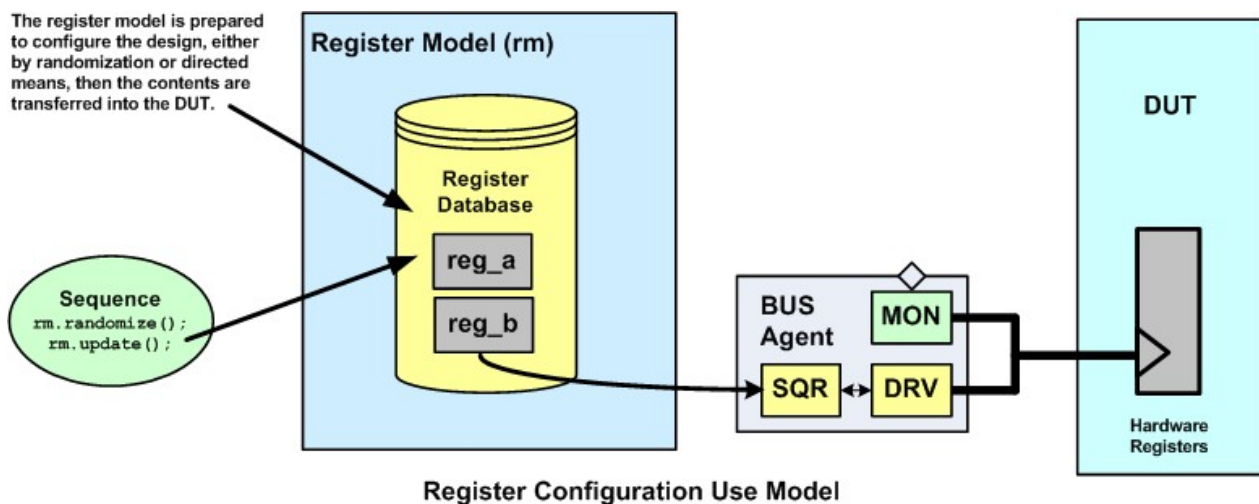 The register model is prepared
to configure the design, either
by randomization or directed
means, then the contents are
transferred into the DUT.
Register Model (rm)
Register
Database
reg_a
reg_b
Sequence
rm.randomize();
rm.update();
BUS
Agent
MON
SQR
DRV
DUT
Hardware
Registers
Register Configuration Use Model